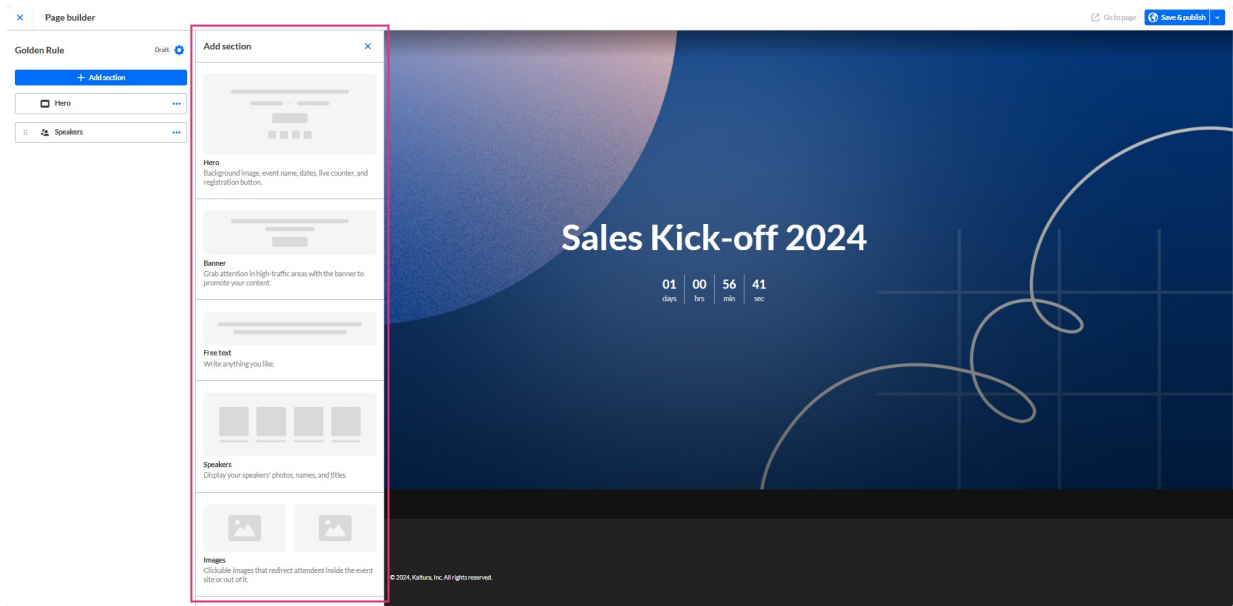 Page builder
Go to page
Save & publish
Golden Rule
Draft
+ Add section
Hero
Speakers
Add section
Hero
Background image, event name, dates, live counter, and
registration button.
Banner
Grab attention in high-traffic areas with the banner to
promote your content
Free text
Write anything you like.
Speakers
Display your speakers' photos, names, and titles.
Images
Clickable images that redirect attendees inside the event
site or out of it.
Sales Kick-off 2024
01 00 56 41
days hrs min sec
© 2024, Kaltura, Inc. All rights reserved.